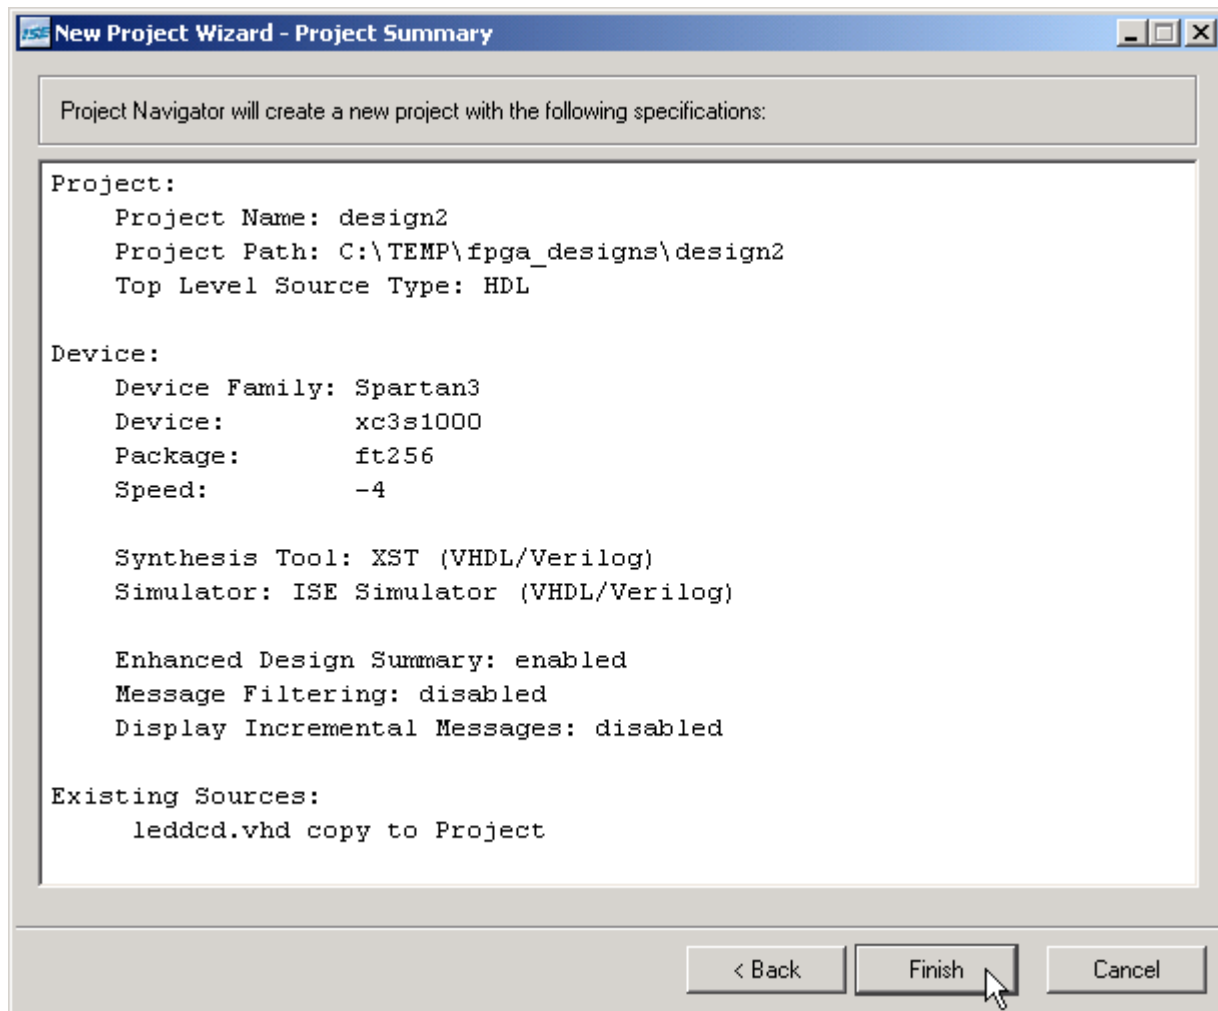 ISE New Project Wizard - Project Summary
Project Navigator will create a new project with the following specifications:
Project:
Project Name: design2
Project Path: C:\TEMP\fpga_designs\design2
Top Level Source Type: HDL
Device:
Device Family: Spartan3
Device: xc3s1000
Package: ft256
Speed: -4
Synthesis Tool: XST (VHDL/Verilog)
Simulator: ISE Simulator (VHDL/Verilog)
Enhanced Design Summary: enabled
Message Filtering: disabled
Display Incremental Messages: disabled
Existing Sources:
leddcd.vhd copy to Project
< Back Finish Cancel